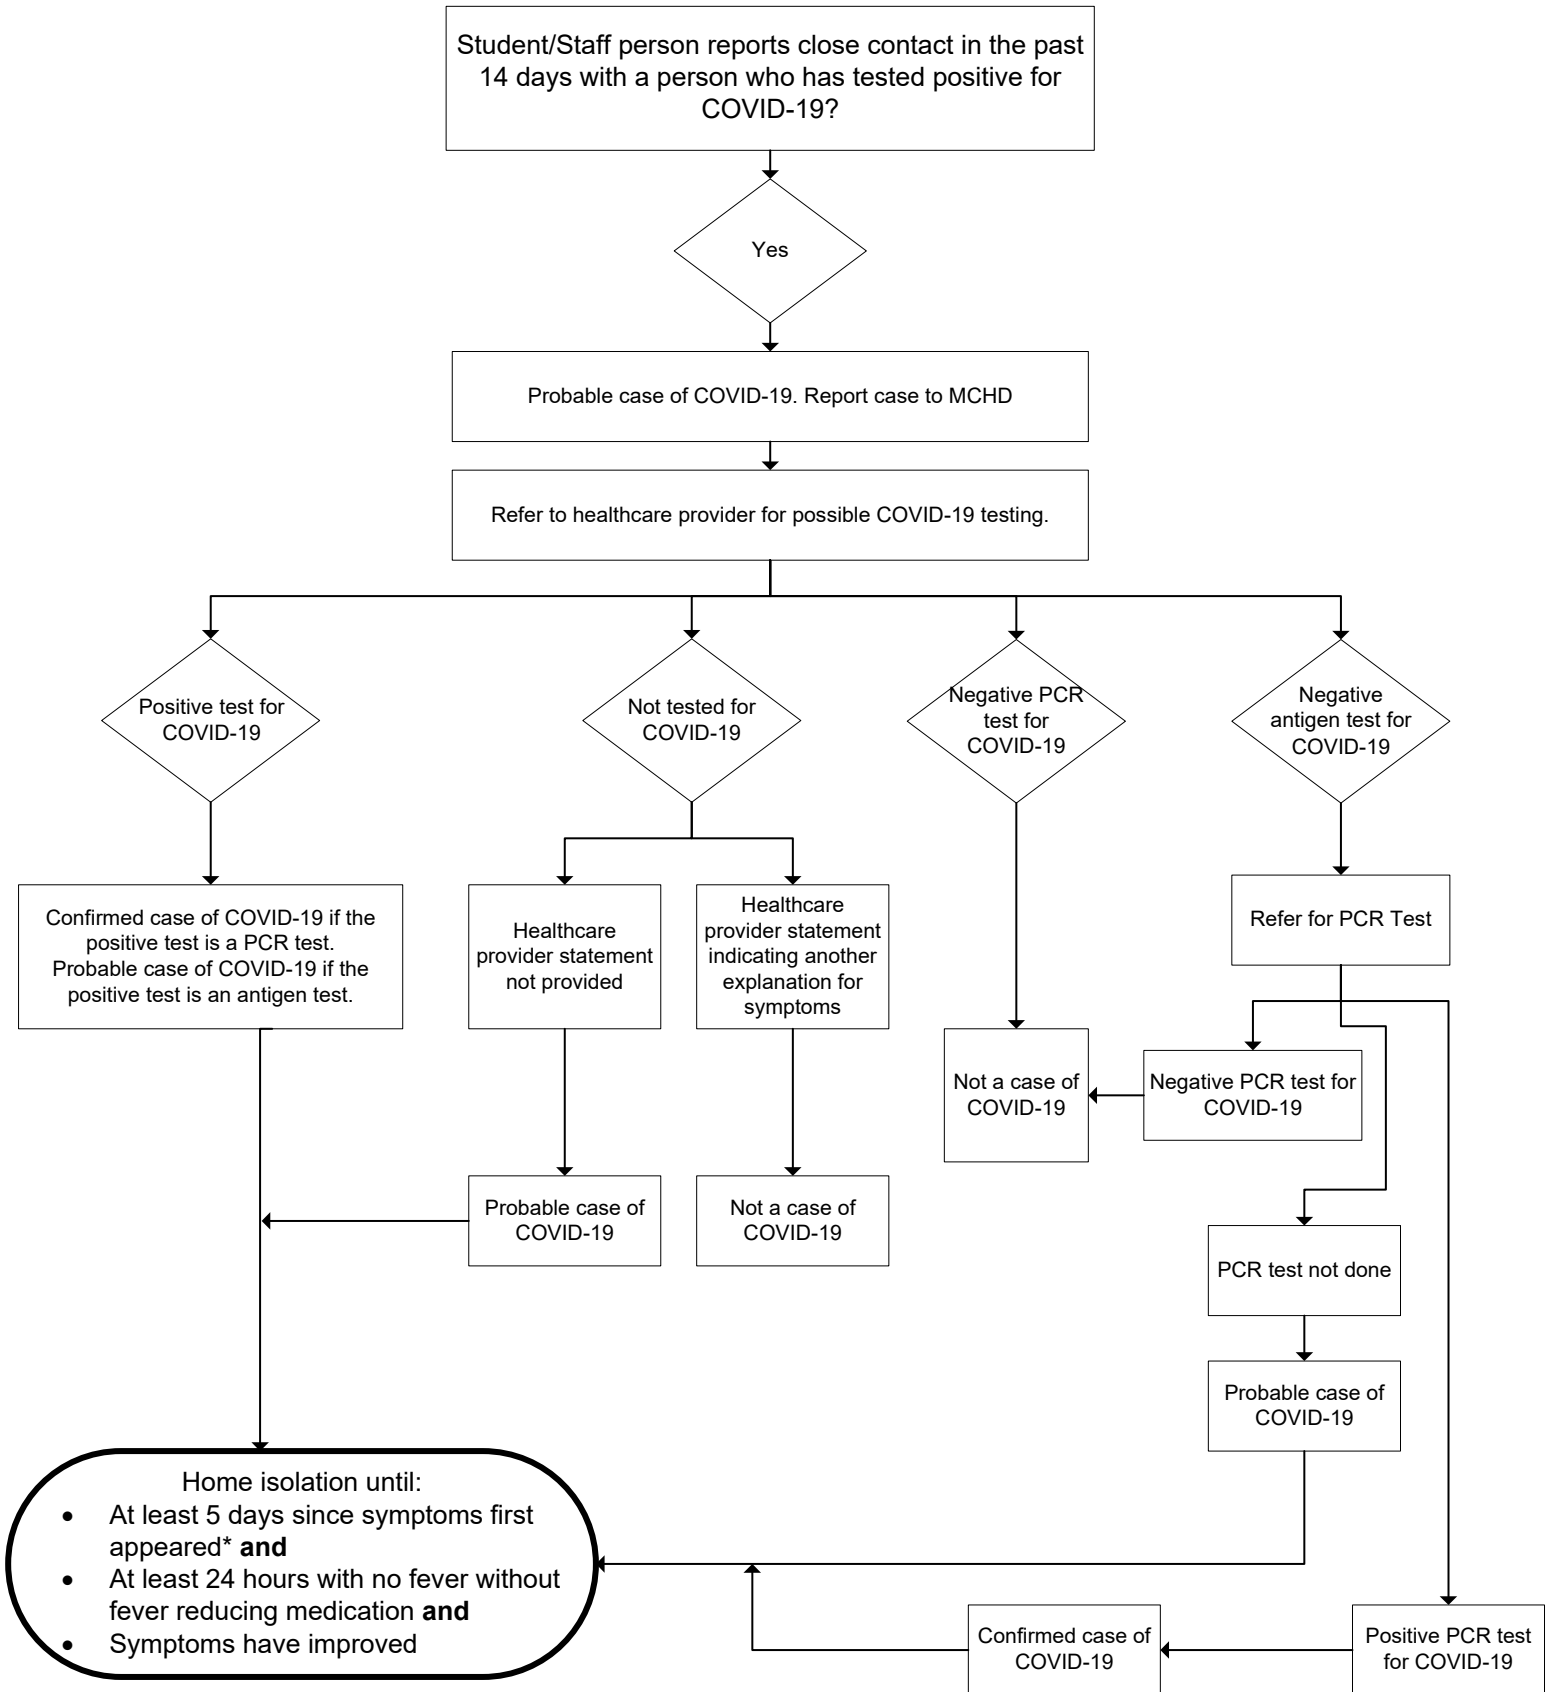 Student/Staff person reports close contact in the past
14 days with a person who has tested positive for
COVID-19?
Yes
Probable case of COVID-19. Report case to MCHD
Refer to healthcare provider for possible COVID-19 testing.
Positive test for
COVID-19
Not tested for
COVID-19
Negative PCR
test for
COVID-19
Negative
antigen test for
COVID-19
Confirmed case of COVID-19 if the
positive test is a PCR test.
Probable case of COVID-19 if the
positive test is an antigen test.
Healthcare
provider statement
not provided
Healthcare
provider statement
indicating another
explanation for
symptoms
Refer for PCR Test
Not a case of
COVID-19
Negative PCR test for
COVID-19
Probable case of
COVID-19
Not a case of
COVID-19
PCR test not done
Probable case of
COVID-19
Home isolation until:
• At least 5 days since symptoms first
appeared* and
• At least 24 hours with no fever without
fever reducing medication and
• Symptoms have improved
Confirmed case of
COVID-19
Positive PCR test
for COVID-19